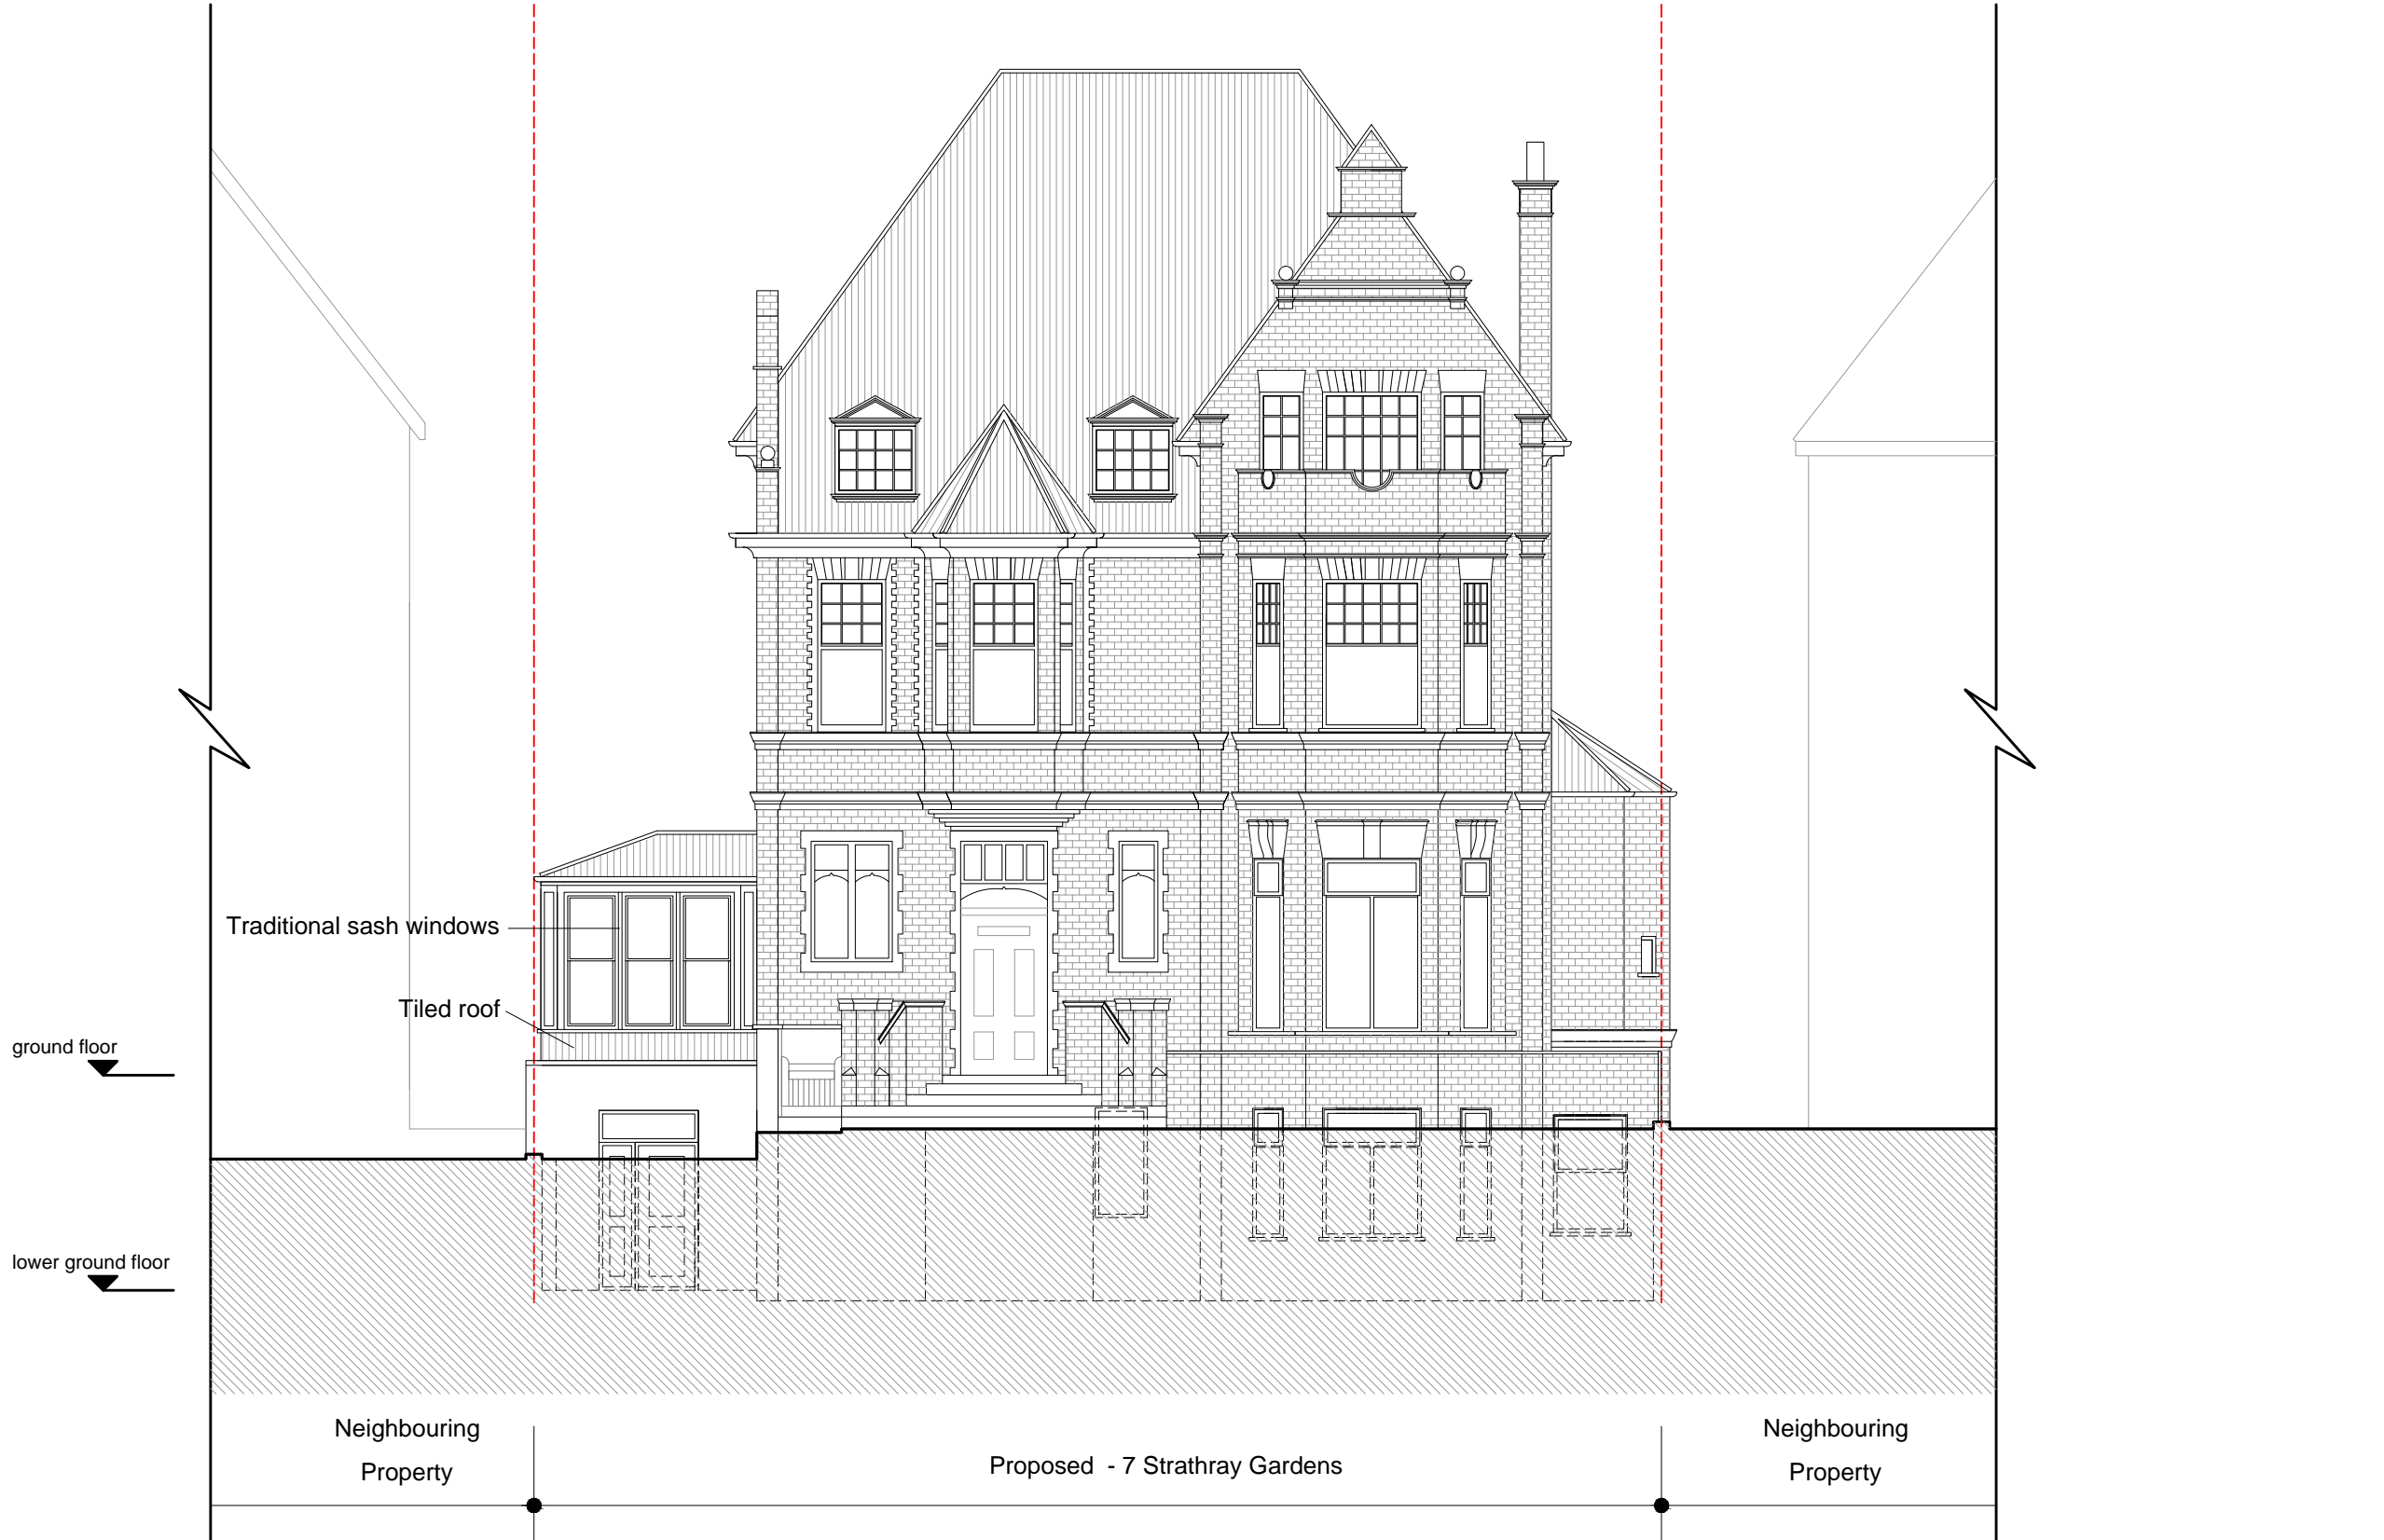 Traditional sash windows
Tiled roof
ground floor
lower ground floor
Neighbouring
Property
Proposed  - 7 Strathray Gardens
Neighbouring
Property